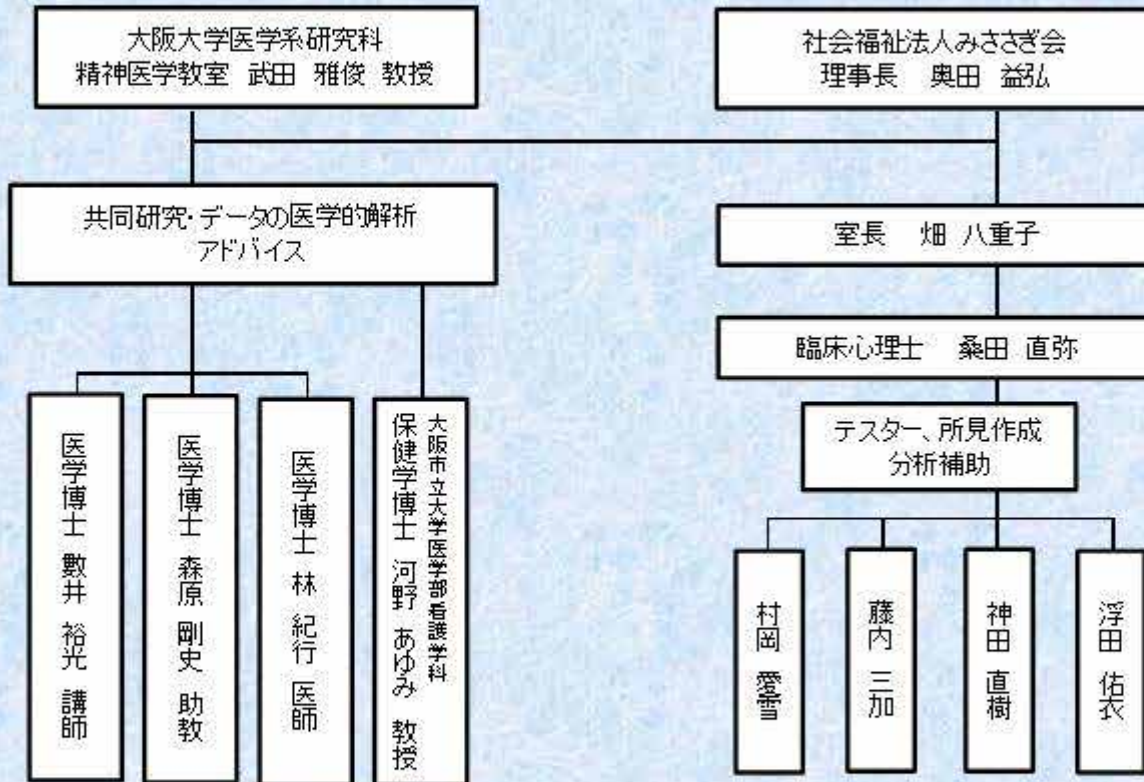 大阪大学医学系研究科
精神医学教室 武田 雅俊 教授
社会福祉法人みささぎ会
理事長 奥田 益弘
共同研究・データの医学的解析
アドバイス
室長 畑 八重子
臨床心理士 桑田 直弥
テスター、所見作成
分析補助
医学博士 數井 裕光 講師
医学博士 森原 剛史 助教
医学博士 林 紀行 医師
大阪市立大学医学部看護学科
保健学博士 河野 あゆみ 教授
村岡 愛雪
藤内 三加
神田 直樹
浮田 佑衣